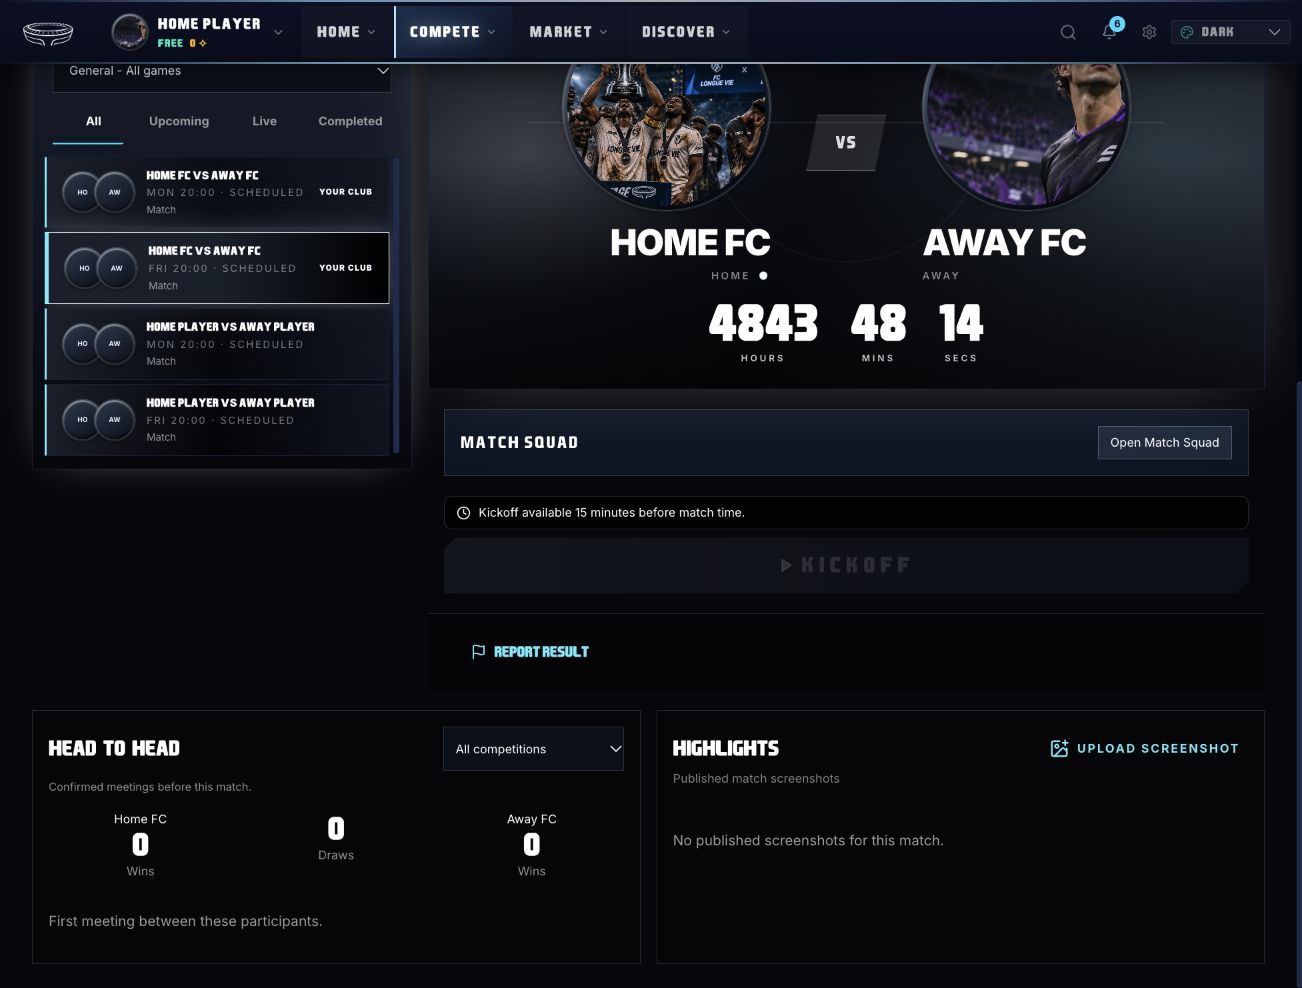 HOME PLAYER
FREE 0
HOME
COMPETE
MARKET
DISCOVER
6
DARK
General - All games
All
Upcoming
Live
Completed
HO
AW
HOME FC VS AWAY FC
MON 20:00 · SCHEDULED
Match
YOUR CLUB
HO
AW
HOME FC VS AWAY FC
FRI 20:00 · SCHEDULED
Match
YOUR CLUB
HO
AW
HOME PLAYER VS AWAY PLAYER
MON 20:00 · SCHEDULED
Match
HO
AW
HOME PLAYER VS AWAY PLAYER
FRI 20:00 · SCHEDULED
Match
FC
LONGUE VIE
X
VS
HOME FC
HOME
AWAY FC
AWAY
4843
HOURS
48
MINS
14
SECS
MATCH SQUAD
Open Match Squad
Kickoff available 15 minutes before match time.
KICKOFF
REPORT RESULT
HEAD TO HEAD
All competitions
Confirmed meetings before this match.
Home FC
0
Wins
0
Draws
Away FC
0
Wins
First meeting between these participants.
HIGHLIGHTS
UPLOAD SCREENSHOT
Published match screenshots
No published screenshots for this match.